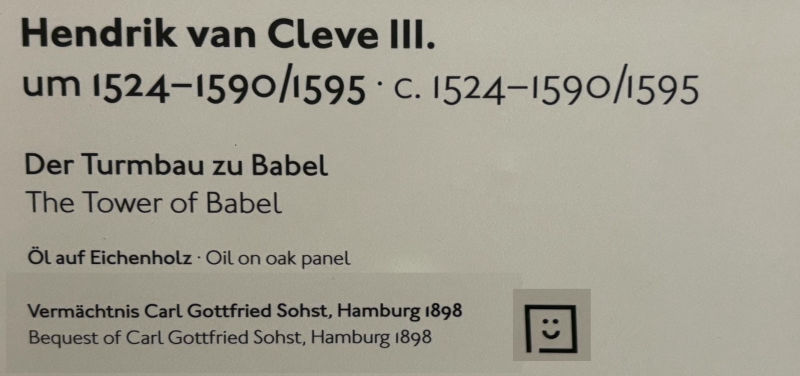 Hendrik van Cleve III.
um 1524–1590/1595 · c. 1524–1590/1595
Der Turmbau zu Babel
The Tower of Babel
Öl auf Eichenholz · Oil on oak panel
Vermächtnis Carl Gottfried Sohst, Hamburg 1898
Bequest of Carl Gottfried Sohst, Hamburg 1898